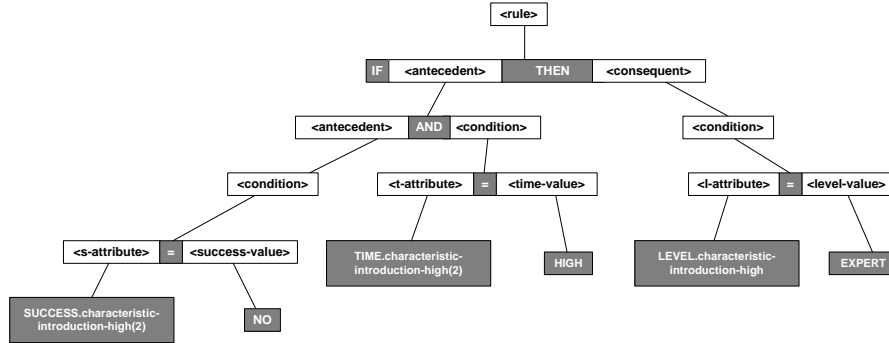 <rule>
IF <antecedent> THEN <consequent>
<antecedent> AND <condition> <condition>
<condition> <t-attribute> = <time-value> <l-attribute> = <level-value>
<s-attribute> = <success-value>
TIME.characteristic-
introduction-high(2)
HIGH
LEVEL.characteristic-
introduction-high
EXPERT
SUCCESS.characteristic-
introduction-high(2)
NO